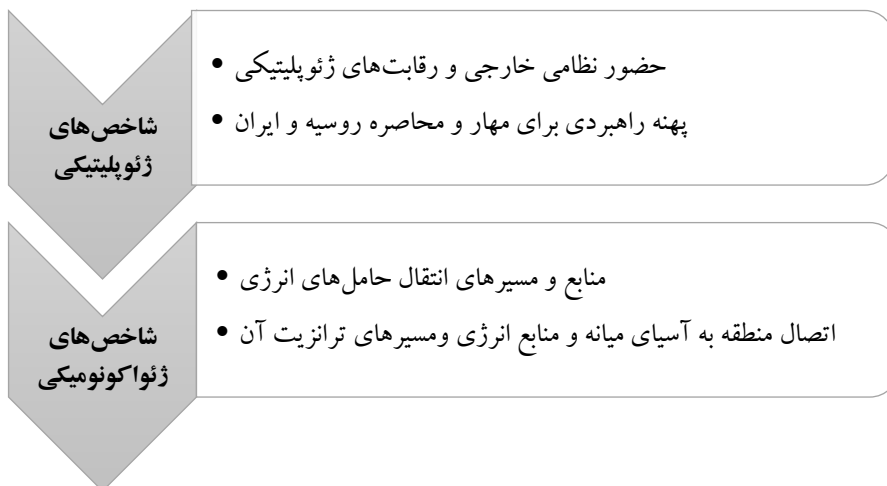 شاخص‌های
ژئوپلیتیکی
• حضور نظامی خارجی و رقابت‌های ژئوپلیتیکی
• پهنه راهبردی برای مهار و محاصره روسیه و ایران
شاخص‌های
ژئواکونومیکی
• منابع و مسیرهای انتقال حامل‌های انرژی
• اتصال منطقه به آسیای میانه و منابع انرژی ومسیرهای ترانزیت آن